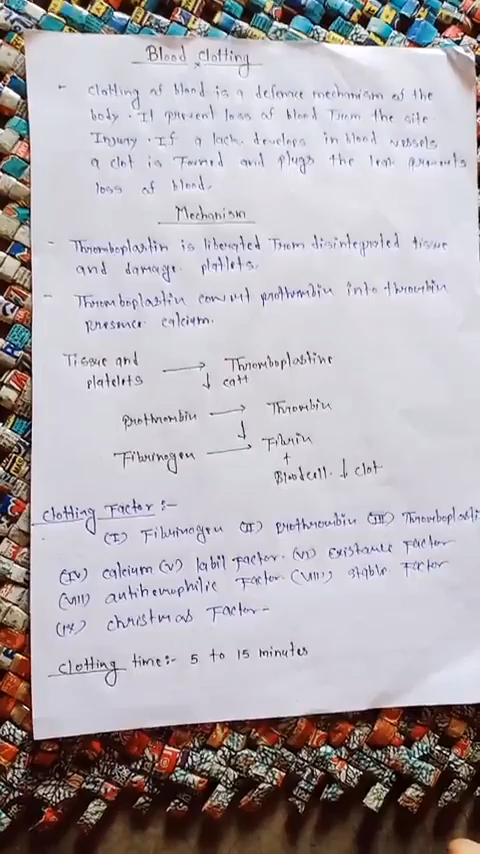 Blood Clotting
- Clotting of blood is a defence mechanism of the
body. It prevent loss of blood From the site
Injury. If a lack develops in blood vessels
a clot is Formed and plugs the leak prevents
loss of blood.
Mechanism
- Thromboplastin is liberated From disintegrated tissue
and damage platlets.
- Thromboplastin convert prothrombin into thrombin
presence calcium.
Tissue and → Thromboplastine
platelets ↓ ca++
prothrombin → Thrombin
↓
Fibrinogen → Fibrin
+
Blood cell ↓ clot
Clotting Factor :-
(I) Fibrinogen (II) prothrombin (III) Thromboplasti
(IV) calcium (V) labil Factor. (VI) existance Factor
(VII) antihemophilic Factor (VIII) stable Factor
(IX) christmas Factor -
Clotting time :- 5 to 15 minutes